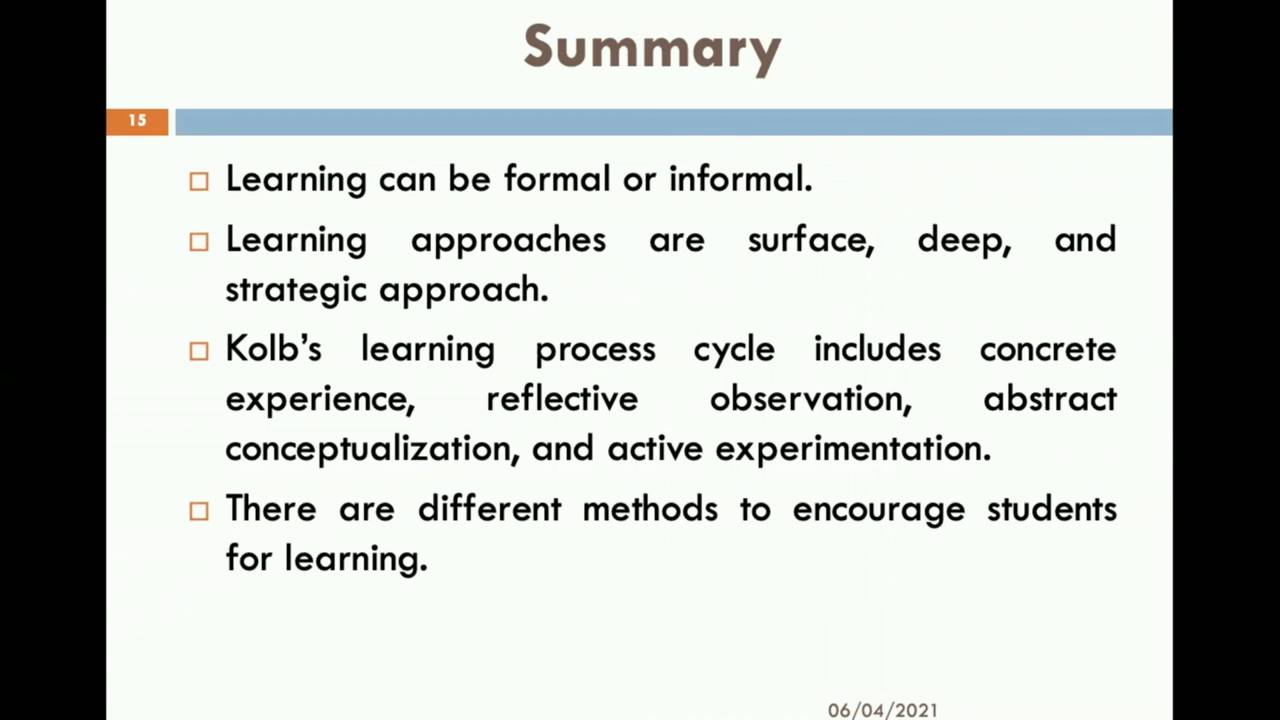 Summary
15
Learning can be formal or informal.
Learning approaches are surface, deep, and
strategic approach.
Kolb's learning process cycle includes concrete
experience, reflective observation, abstract
conceptualization, and active experimentation.
There are different methods to encourage students
for learning.
06/04/2021